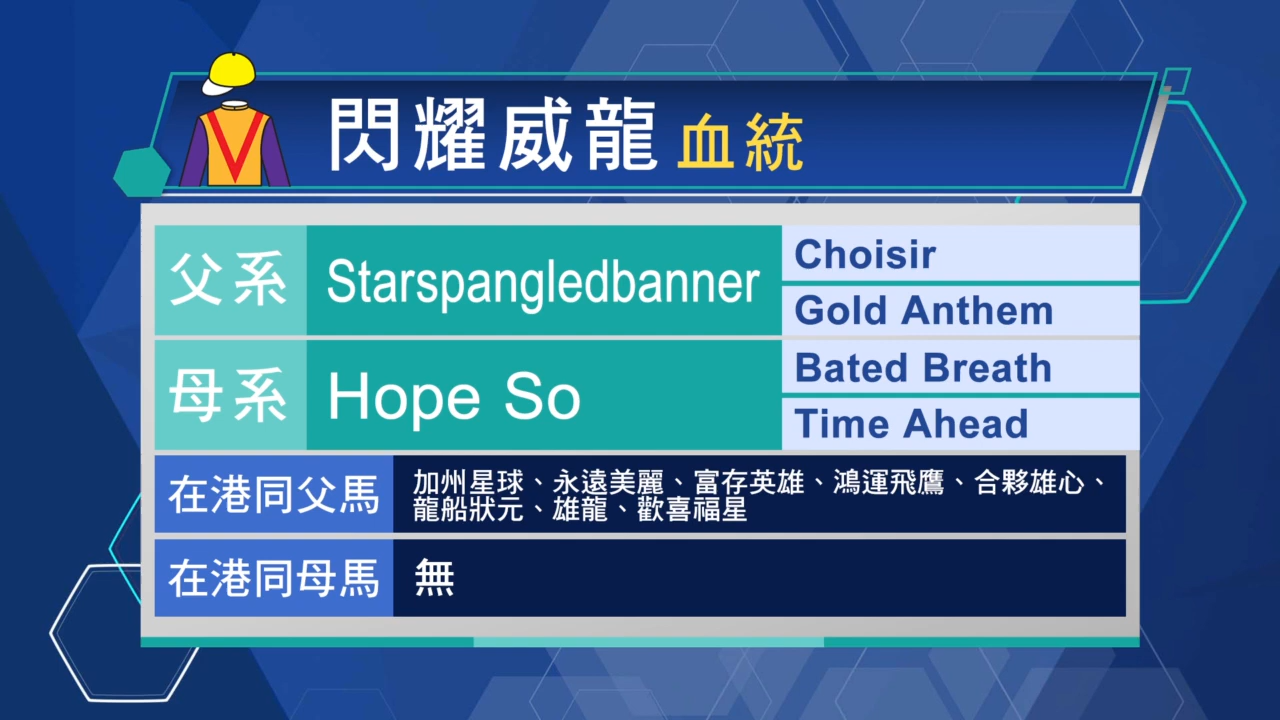 閃耀威龍 血統
父系 Starspangledbanner Choisir
Gold Anthem
母系 Hope So Bated Breath
Time Ahead
在港同父馬 加州星球、永遠美麗、富存英雄、鴻運飛鷹、合夥雄心、
龍船狀元、雄龍、歡喜福星
在港同母馬 無